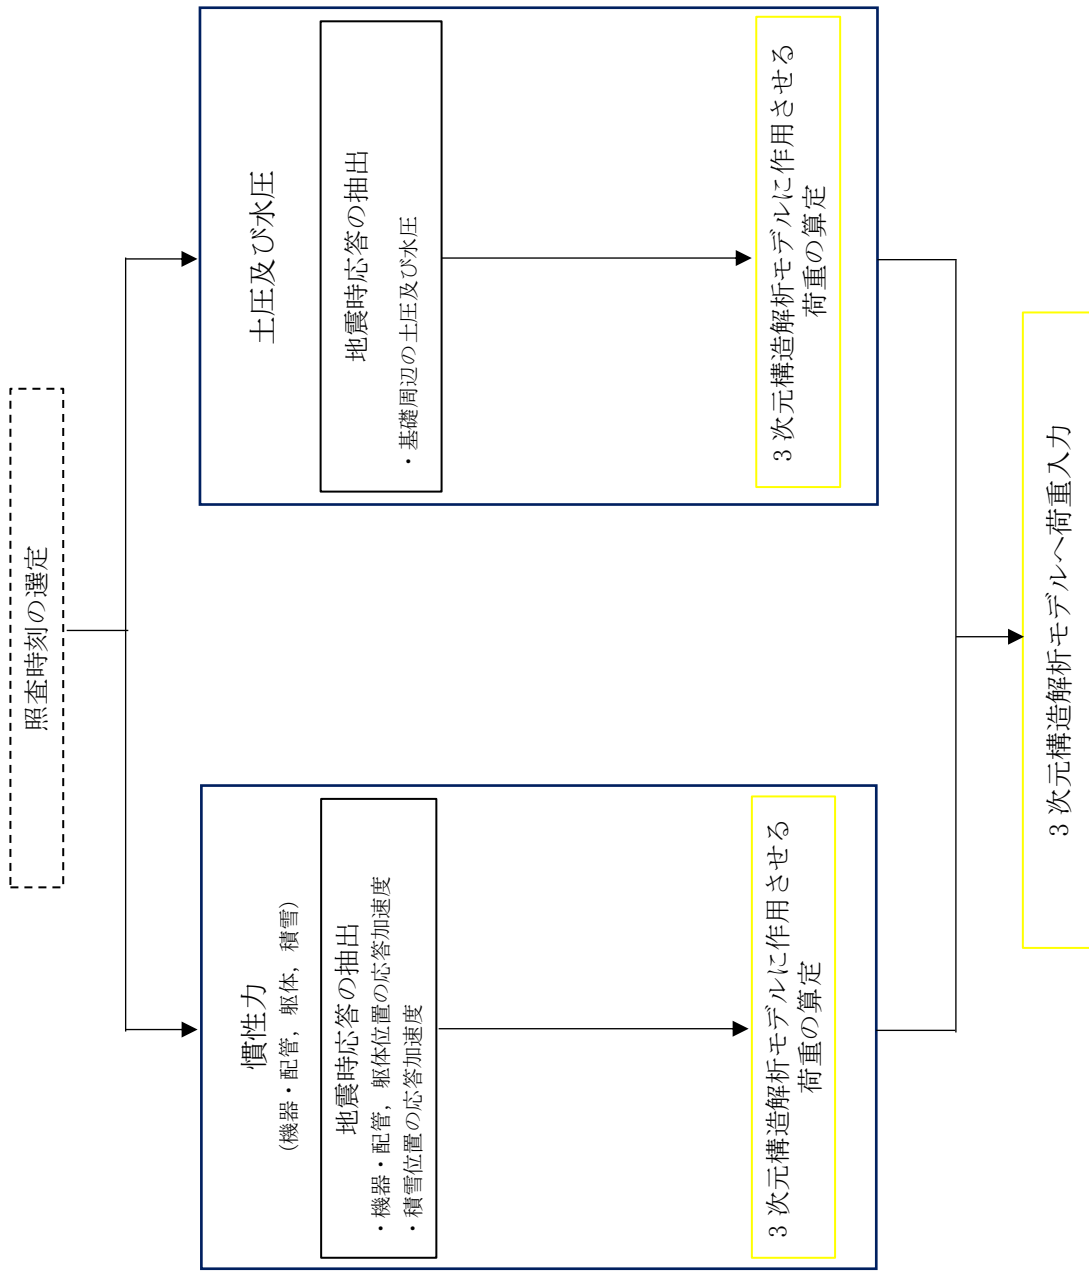 照査時刻の選定
慣性力
(機器・配管，躯体，積雪)
地震時応答の抽出
・機器・配管，躯体位置の応答加速度
・積雪位置の応答加速度
3 次元構造解析モデルに作用させる
荷重の算定
土圧及び水圧
地震時応答の抽出
・基礎周辺の土圧及び水圧
3 次元構造解析モデルに作用させる
荷重の算定
3 次元構造解析モデルへ荷重入力